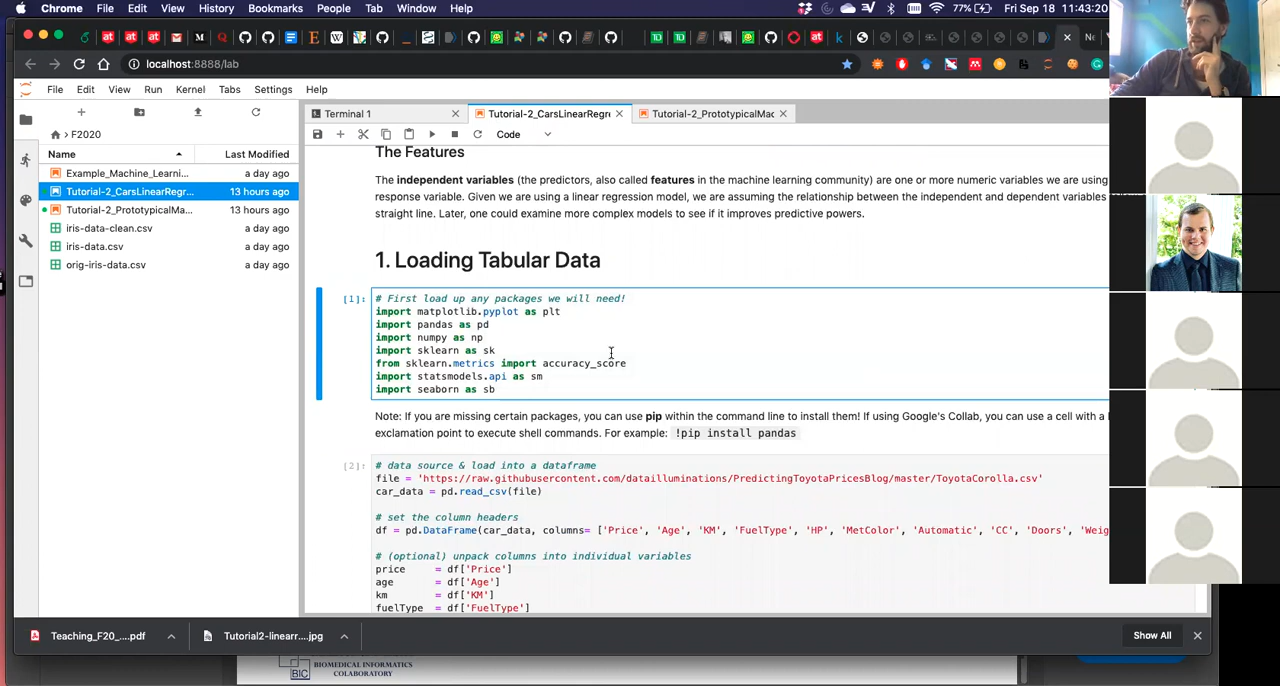 Chrome File Edit View History Bookmarks People Tab Window Help 77% Fri Sep 18 11:43:20
localhost:8888/lab
File Edit View Run Kernel Tabs Settings Help
Terminal 1 Tutorial-2_CarsLinearRegre Tutorial-2_PrototypicalMac
Code
F2020
Name Last Modified
Example_Machine_Learni... a day ago
Tutorial-2_CarsLinearRegr... 13 hours ago
Tutorial-2_PrototypicalMa... 13 hours ago
iris-data-clean.csv a day ago
iris-data.csv a day ago
orig-iris-data.csv a day ago
The Features
The independent variables (the predictors, also called features in the machine learning community) are one or more numeric variables we are using
response variable. Given we are using a linear regression model, we are assuming the relationship between the independent and dependent variables
straight line. Later, one could examine more complex models to see if it improves predictive powers.
1. Loading Tabular Data
[1]: # First load up any packages we will need!
import matplotlib.pyplot as plt
import pandas as pd
import numpy as np
import sklearn as sk
from sklearn.metrics import accuracy_score
import statsmodels.api as sm
import seaborn as sb
Note: If you are missing certain packages, you can use pip within the command line to install them! If using Google's Collab, you can use a cell with a
exclamation point to execute shell commands. For example: !pip install pandas
[2]: # data source & load into a dataframe
file = 'https://raw.githubusercontent.com/datailluminations/PredictingToyotaPricesBlog/master/ToyotaCorolla.csv'
car_data = pd.read_csv(file)
# set the column headers
df = pd.DataFrame(car_data, columns= ['Price', 'Age', 'KM', 'FuelType', 'HP', 'MetColor', 'Automatic', 'CC', 'Doors', 'Weig
# (optional) unpack columns into individual variables
price = df['Price']
age = df['Age']
km = df['KM']
fuelType = df['FuelType']
Teaching_F20_....pdf Tutorial2-linearr....jpg Show All
BIC BIOMEDICAL INFORMATICS
COLLABORATORY